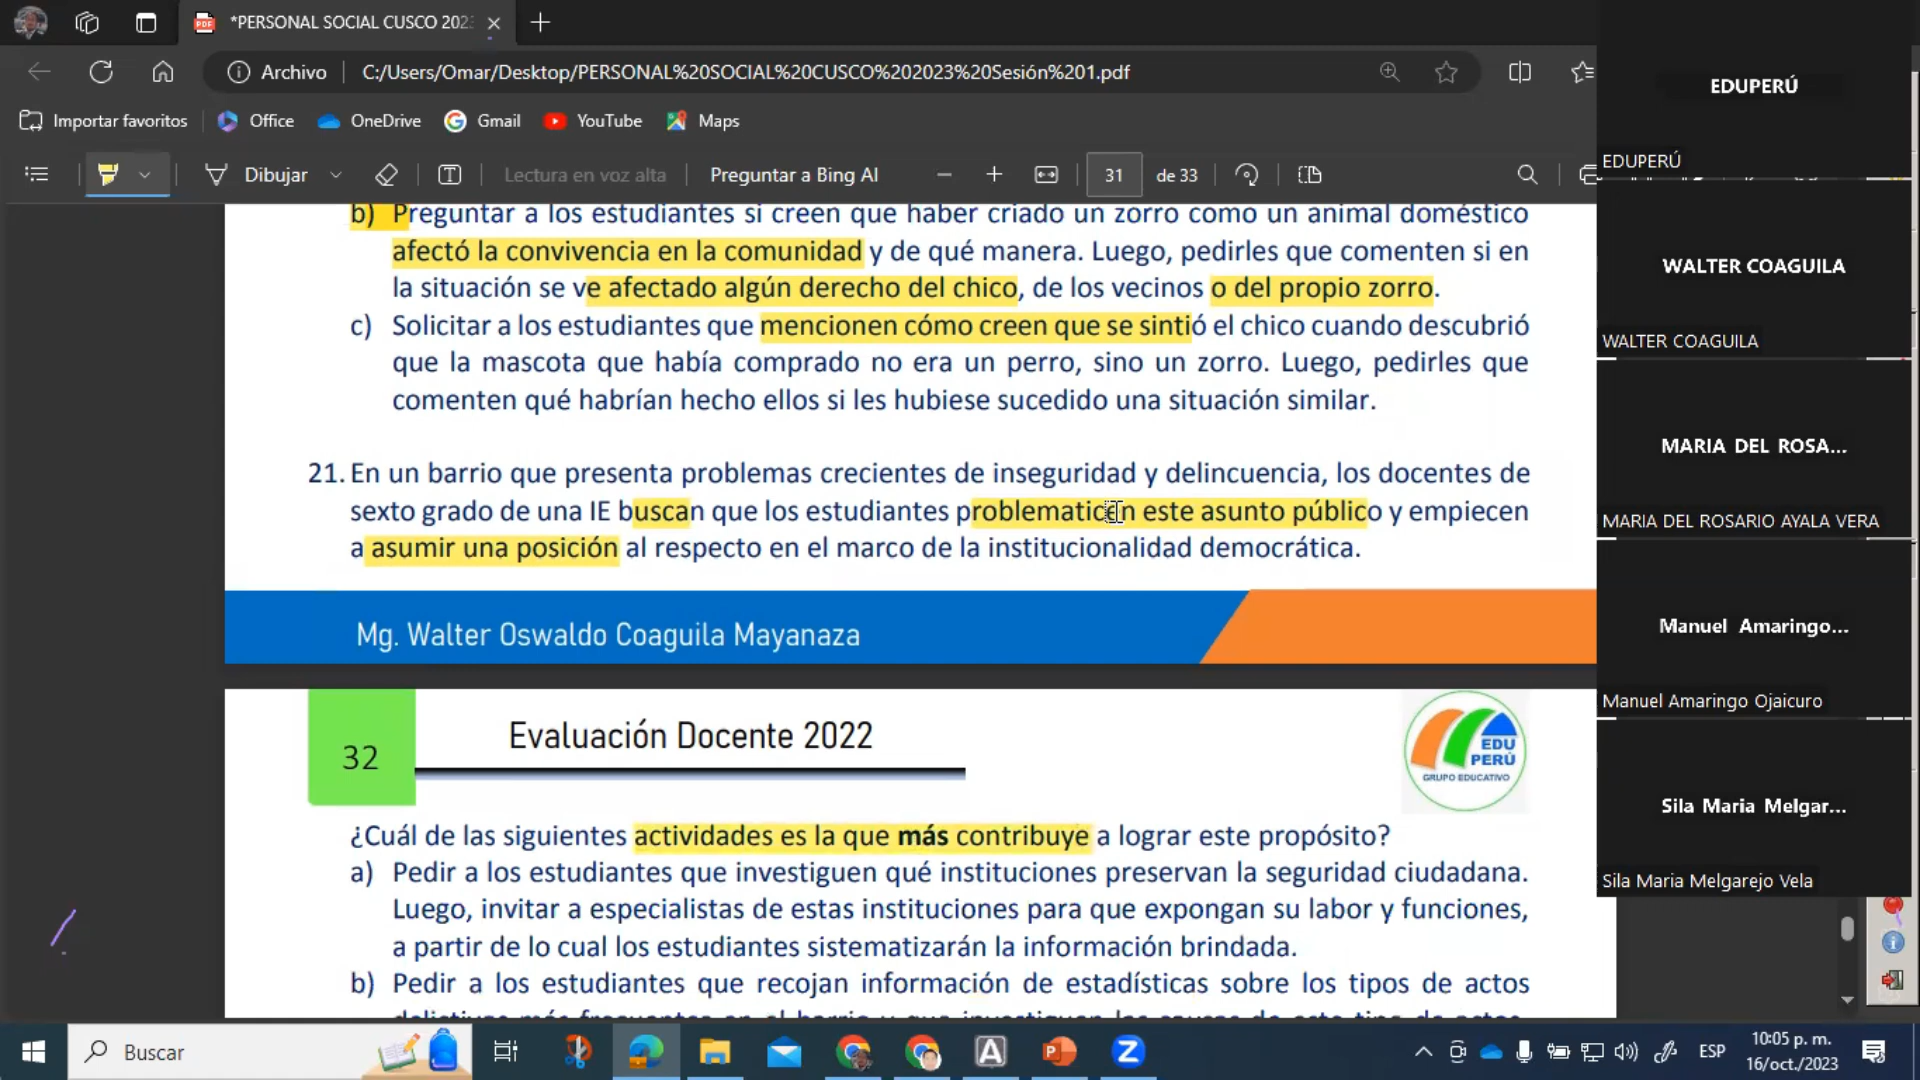 *PERSONAL SOCIAL CUSCO 202
Archivo C:/Users/Omar/Desktop/PERSONAL%20SOCIAL%20CUSCO%202023%20Sesión%201.pdf
Importar favoritos Office OneDrive Gmail YouTube Maps
Dibujar Lectura en voz alta Preguntar a Bing AI 31 de 33
b) Preguntar a los estudiantes si creen que haber criado un zorro como un animal doméstico
afectó la convivencia en la comunidad y de qué manera. Luego, pedirles que comenten si en
la situación se ve afectado algún derecho del chico, de los vecinos o del propio zorro.
c) Solicitar a los estudiantes que mencionen cómo creen que se sintió el chico cuando descubrió
que la mascota que había comprado no era un perro, sino un zorro. Luego, pedirles que
comenten qué habrían hecho ellos si les hubiese sucedido una situación similar.
21. En un barrio que presenta problemas crecientes de inseguridad y delincuencia, los docentes de
sexto grado de una IE buscan que los estudiantes problematicen este asunto público y empiecen
a asumir una posición al respecto en el marco de la institucionalidad democrática.
Mg. Walter Oswaldo Coaguila Mayanaza
32
Evaluación Docente 2022
EDU
PERÚ
GRUPO EDUCATIVO
¿Cuál de las siguientes actividades es la que más contribuye a lograr este propósito?
a) Pedir a los estudiantes que investiguen qué instituciones preservan la seguridad ciudadana.
Luego, invitar a especialistas de estas instituciones para que expongan su labor y funciones,
a partir de lo cual los estudiantes sistematizarán la información brindada.
b) Pedir a los estudiantes que recojan información de estadísticas sobre los tipos de actos
EDUPERÚ
EDUPERÚ
WALTER COAGUILA
WALTER COAGUILA
MARIA DEL ROSA...
MARIA DEL ROSARIO AYALA VERA
Manuel Amaringo...
Manuel Amaringo Ojaicuro
Sila Maria Melgar...
Sila Maria Melgarejo Vela
Buscar
ESP
10:05 p. m.
16/oct./2023